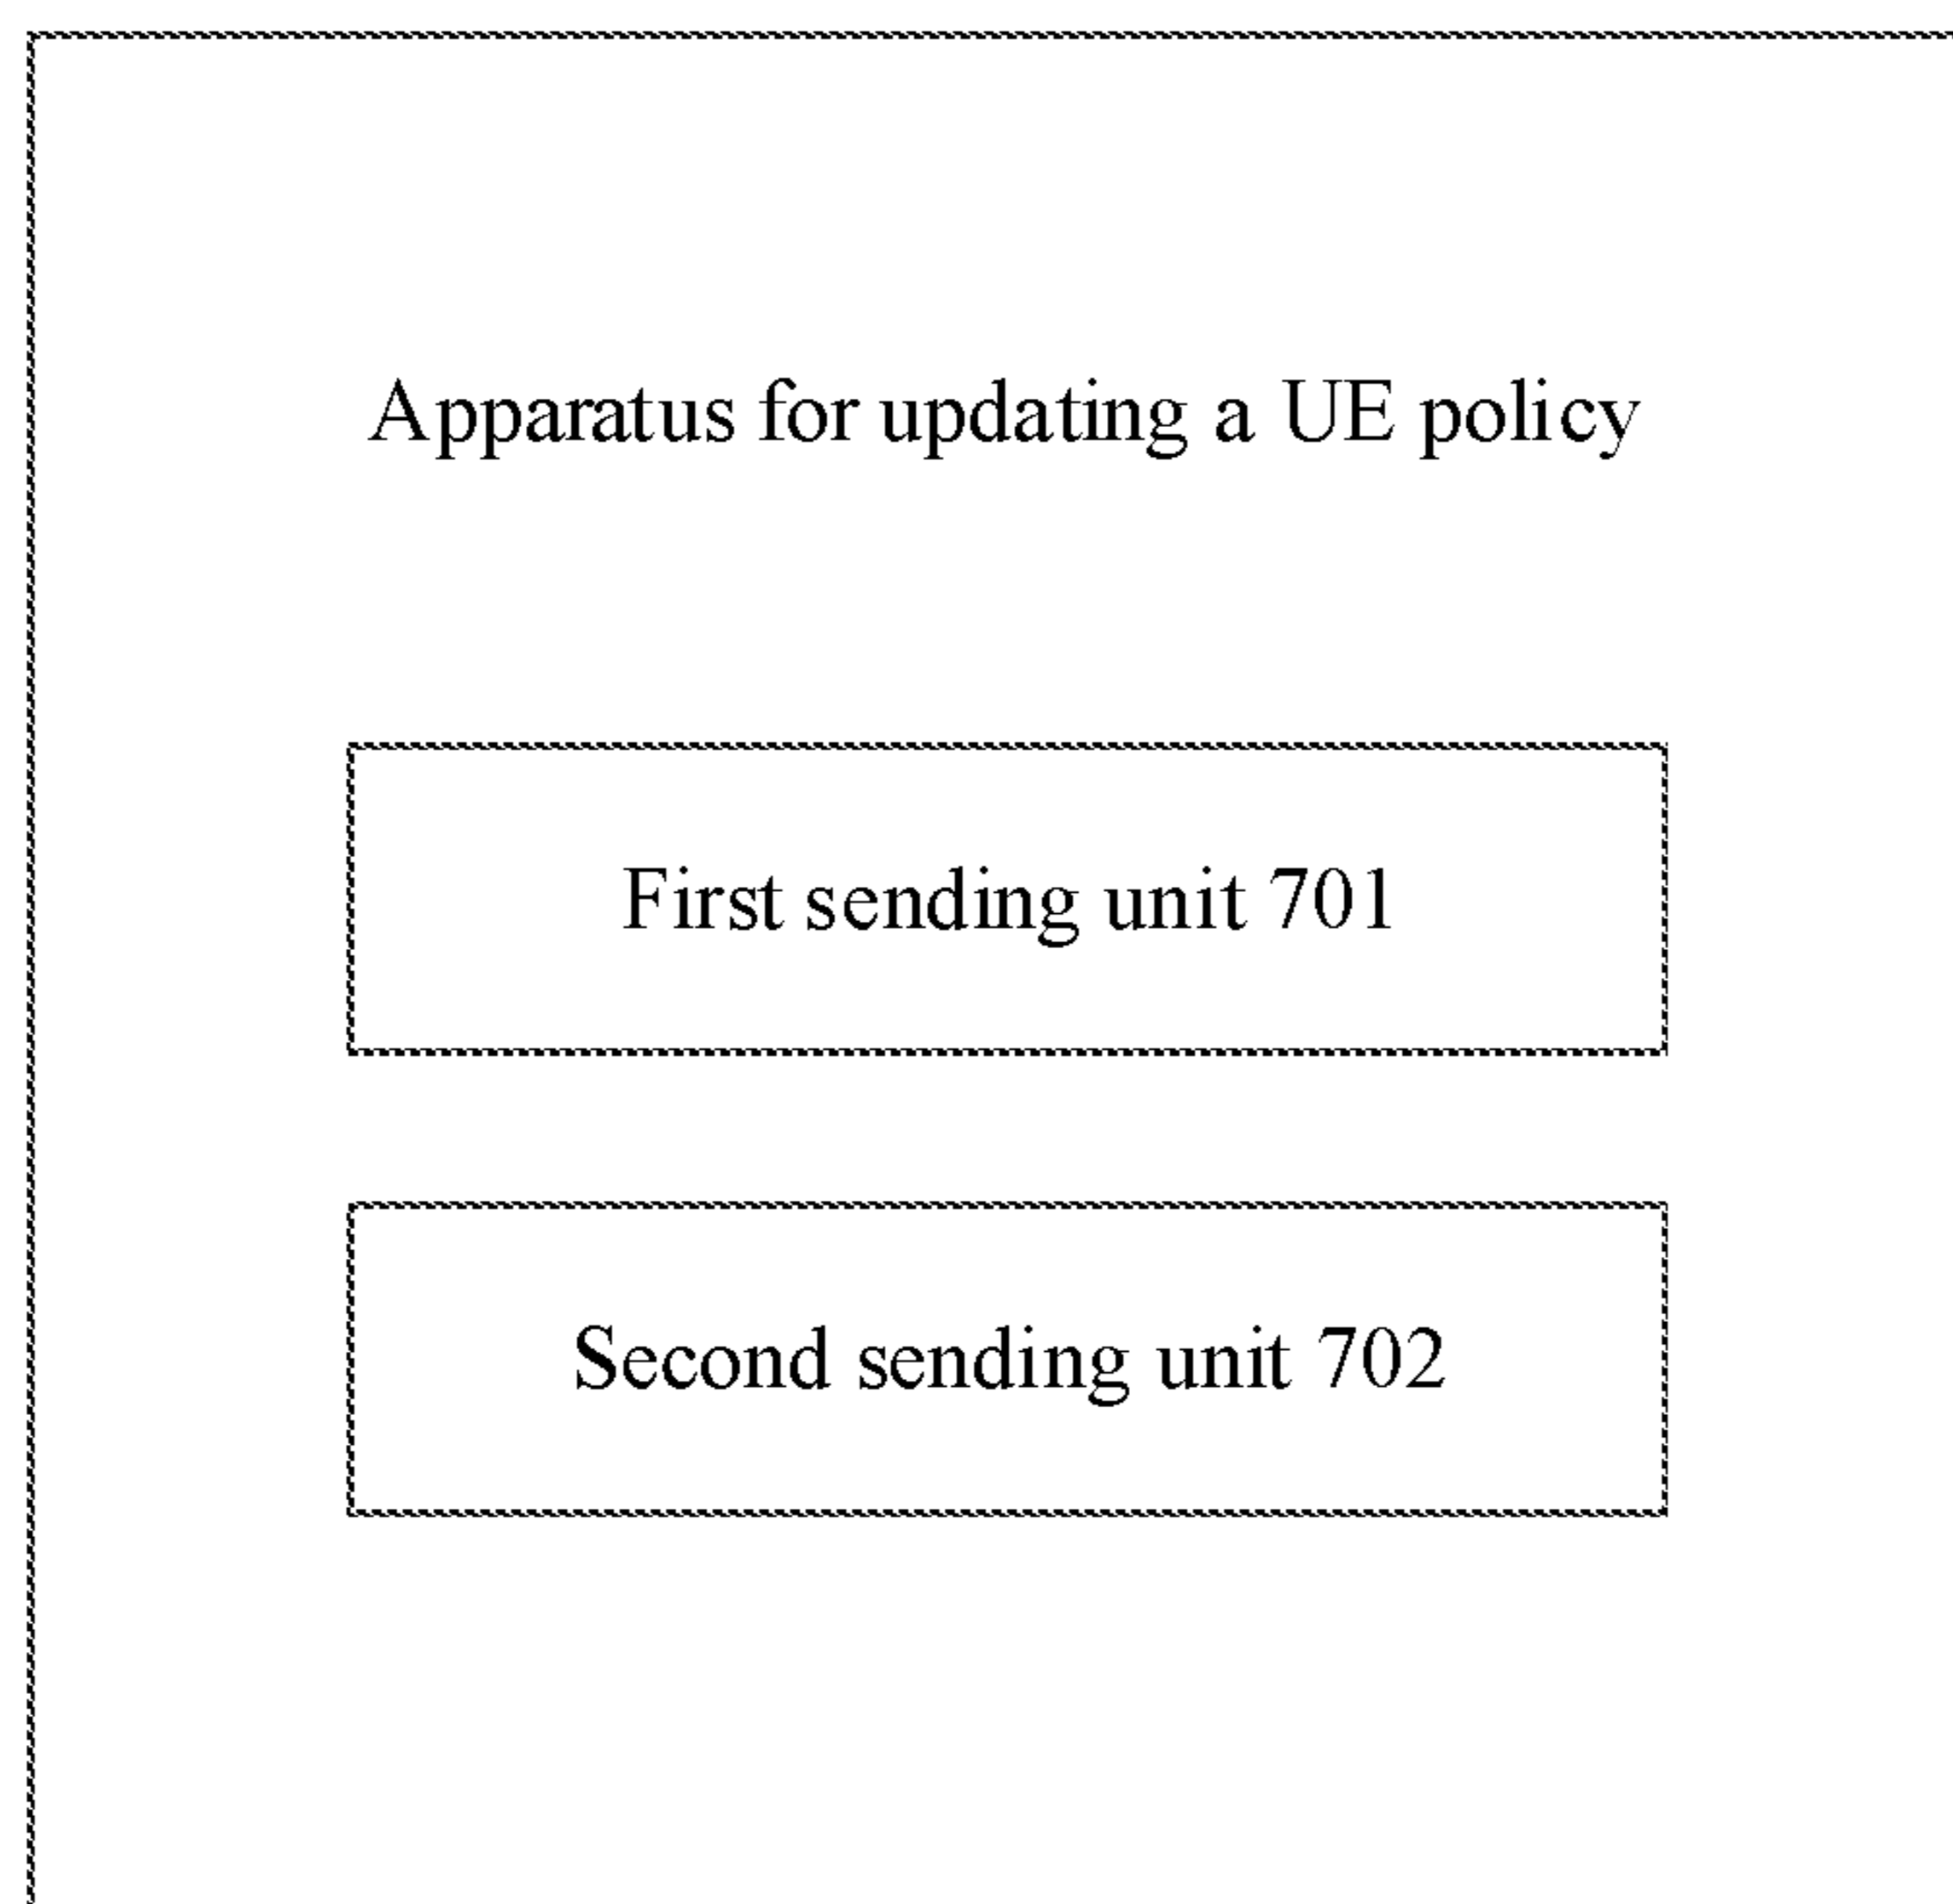 Apparatus for updating a UE policy
First sending unit 701
Second sending unit 702